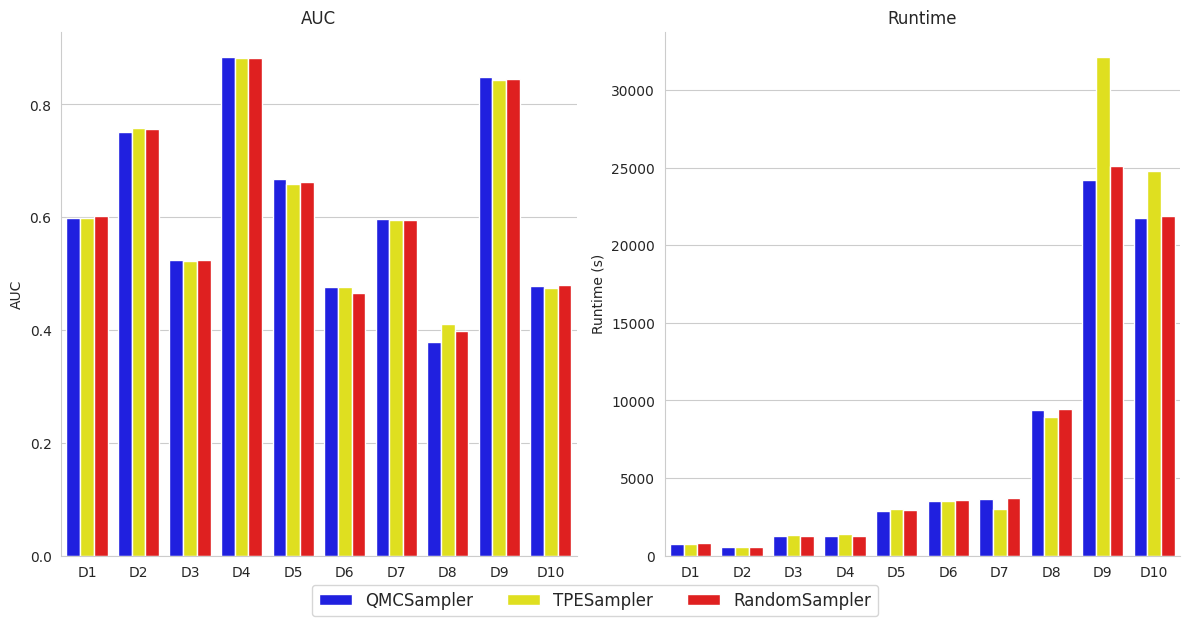 AUC
AUC
0.8
0.6
0.4
0.2
0.0
D1 D2 D3 D4 D5 D6 D7 D8 D9 D10
Runtime
Runtime (s)
30000
25000
20000
15000
10000
5000
0
D1 D2 D3 D4 D5 D6 D7 D8 D9 D10
QMCSampler TPESampler RandomSampler